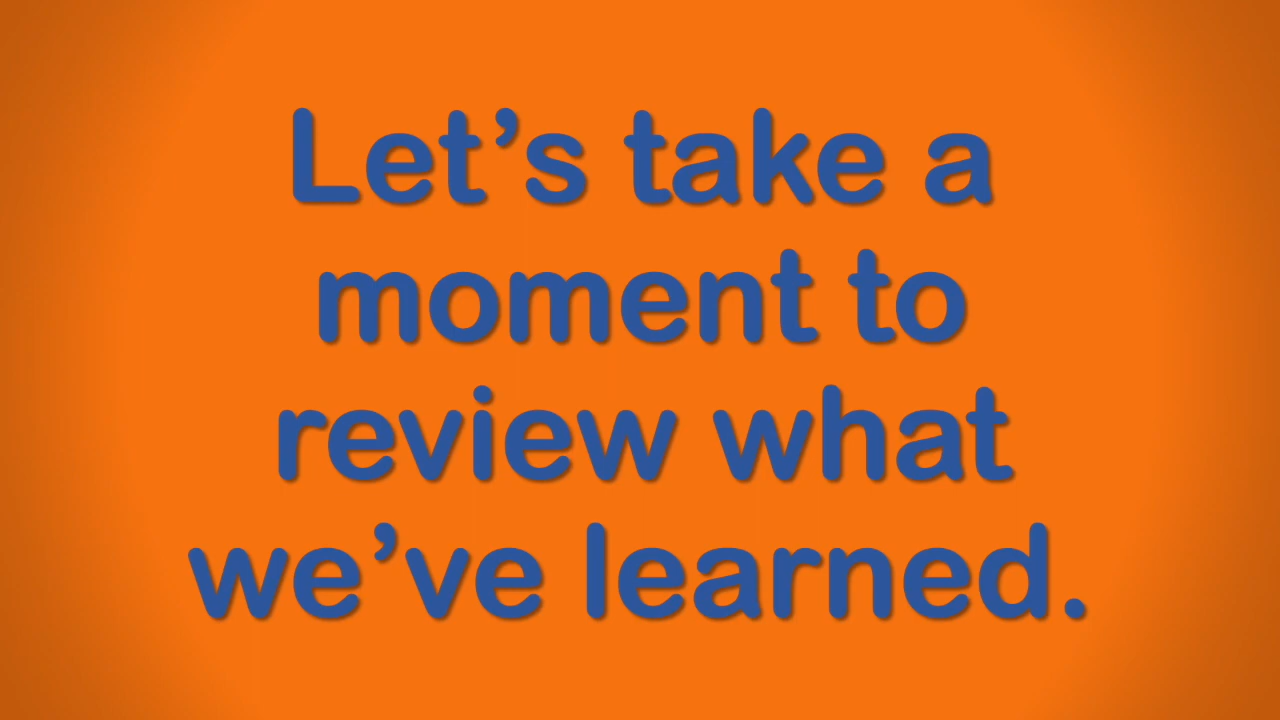 Let’s take a
moment to
review what
we’ve learned.